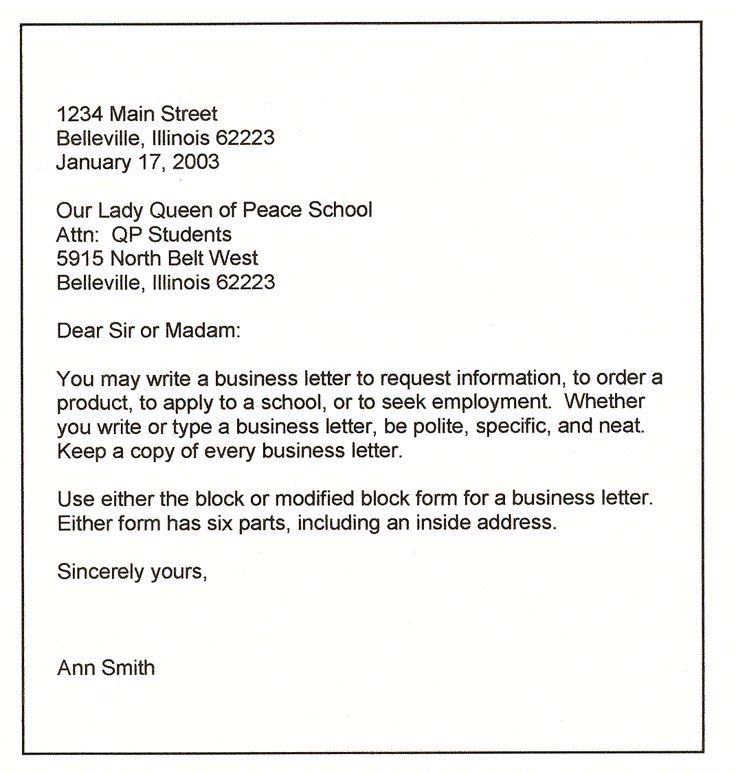 1234 Main Street
Belleville, Illinois 62223
January 17, 2003
Our Lady Queen of Peace School
Attn:  QP Students
5915 North Belt West
Belleville, Illinois 62223
Dear Sir or Madam:
You may write a business letter to request information, to order a
product, to apply to a school, or to seek employment.  Whether
you write or type a business letter, be polite, specific, and neat.
Keep a copy of every business letter.
Use either the block or modified block form for a business letter.
Either form has six parts, including an inside address.
Sincerely yours,
Ann Smith